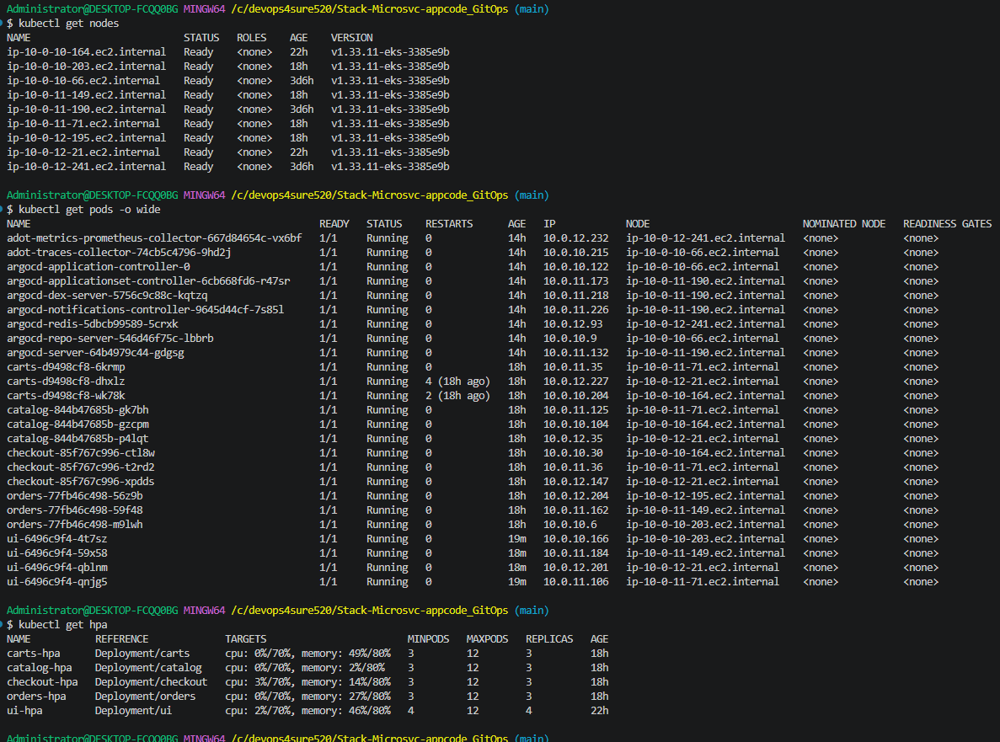 Administrator@DESKTOP-FCQQ0BG MINGW64 /c/devops4sure520/Stack-Microsvc-appcode_GitOps (main)
$ kubectl get nodes
NAME STATUS ROLES AGE VERSION
ip-10-0-10-164.ec2.internal Ready <none> 22h v1.33.11-eks-3385e9b
ip-10-0-10-203.ec2.internal Ready <none> 18h v1.33.11-eks-3385e9b
ip-10-0-10-66.ec2.internal Ready <none> 3d6h v1.33.11-eks-3385e9b
ip-10-0-11-149.ec2.internal Ready <none> 18h v1.33.11-eks-3385e9b
ip-10-0-11-190.ec2.internal Ready <none> 3d6h v1.33.11-eks-3385e9b
ip-10-0-11-71.ec2.internal Ready <none> 18h v1.33.11-eks-3385e9b
ip-10-0-12-195.ec2.internal Ready <none> 18h v1.33.11-eks-3385e9b
ip-10-0-12-21.ec2.internal Ready <none> 22h v1.33.11-eks-3385e9b
ip-10-0-12-241.ec2.internal Ready <none> 3d6h v1.33.11-eks-3385e9b
Administrator@DESKTOP-FCQQ0BG MINGW64 /c/devops4sure520/Stack-Microsvc-appcode_GitOps (main)
$ kubectl get pods -o wide
NAME READY STATUS RESTARTS AGE IP NODE NOMINATED NODE READINESS GATES
adot-metrics-prometheus-collector-667d84654c-vx6bf 1/1 Running 0 14h 10.0.12.232 ip-10-0-12-241.ec2.internal <none> <none>
adot-traces-collector-74cb5c4796-9hd2j 1/1 Running 0 14h 10.0.10.215 ip-10-0-10-66.ec2.internal <none> <none>
argocd-application-controller-0 1/1 Running 0 14h 10.0.10.122 ip-10-0-10-66.ec2.internal <none> <none>
argocd-applicationset-controller-6cb668fd6-r47sr 1/1 Running 0 14h 10.0.11.173 ip-10-0-11-190.ec2.internal <none> <none>
argocd-dex-server-5756c9c88c-kqtzq 1/1 Running 0 14h 10.0.11.218 ip-10-0-11-190.ec2.internal <none> <none>
argocd-notifications-controller-9645d44cf-7s85l 1/1 Running 0 14h 10.0.11.226 ip-10-0-11-190.ec2.internal <none> <none>
argocd-redis-5dbcb99589-5crxk 1/1 Running 0 14h 10.0.12.93 ip-10-0-12-241.ec2.internal <none> <none>
argocd-repo-server-546d46f75c-lbbrb 1/1 Running 0 14h 10.0.10.9 ip-10-0-10-66.ec2.internal <none> <none>
argocd-server-64b4979c44-gdgsg 1/1 Running 0 14h 10.0.11.132 ip-10-0-11-190.ec2.internal <none> <none>
carts-d9498cf8-6krmp 1/1 Running 0 18h 10.0.11.35 ip-10-0-11-71.ec2.internal <none> <none>
carts-d9498cf8-dhxlz 1/1 Running 4 (18h ago) 18h 10.0.12.227 ip-10-0-12-21.ec2.internal <none> <none>
carts-d9498cf8-wk78k 1/1 Running 2 (18h ago) 18h 10.0.10.204 ip-10-0-10-164.ec2.internal <none> <none>
catalog-844b47685b-gk7bh 1/1 Running 0 18h 10.0.11.125 ip-10-0-11-71.ec2.internal <none> <none>
catalog-844b47685b-gzcpm 1/1 Running 0 18h 10.0.10.104 ip-10-0-10-164.ec2.internal <none> <none>
catalog-844b47685b-p4lqt 1/1 Running 0 18h 10.0.12.35 ip-10-0-12-21.ec2.internal <none> <none>
checkout-85f767c996-ctl8w 1/1 Running 0 18h 10.0.10.30 ip-10-0-10-164.ec2.internal <none> <none>
checkout-85f767c996-t2rd2 1/1 Running 0 18h 10.0.11.36 ip-10-0-11-71.ec2.internal <none> <none>
checkout-85f767c996-xpdds 1/1 Running 0 18h 10.0.12.147 ip-10-0-12-21.ec2.internal <none> <none>
orders-77fb46c498-56z9b 1/1 Running 0 18h 10.0.12.204 ip-10-0-12-195.ec2.internal <none> <none>
orders-77fb46c498-59f48 1/1 Running 0 18h 10.0.11.162 ip-10-0-11-149.ec2.internal <none> <none>
orders-77fb46c498-m9lwh 1/1 Running 0 18h 10.0.10.6 ip-10-0-10-203.ec2.internal <none> <none>
ui-6496c9f4-4t7sz 1/1 Running 0 19m 10.0.10.166 ip-10-0-10-203.ec2.internal <none> <none>
ui-6496c9f4-59x58 1/1 Running 0 18m 10.0.11.184 ip-10-0-11-149.ec2.internal <none> <none>
ui-6496c9f4-qblnm 1/1 Running 0 18m 10.0.12.201 ip-10-0-12-21.ec2.internal <none> <none>
ui-6496c9f4-qnjg5 1/1 Running 0 19m 10.0.11.106 ip-10-0-11-71.ec2.internal <none> <none>
Administrator@DESKTOP-FCQQ0BG MINGW64 /c/devops4sure520/Stack-Microsvc-appcode_GitOps (main)
$ kubectl get hpa
NAME REFERENCE TARGETS MINPODS MAXPODS REPLICAS AGE
carts-hpa Deployment/carts cpu: 0%/70%, memory: 49%/80% 3 12 3 18h
catalog-hpa Deployment/catalog cpu: 0%/70%, memory: 2%/80% 3 12 3 18h
checkout-hpa Deployment/checkout cpu: 3%/70%, memory: 14%/80% 3 12 3 18h
orders-hpa Deployment/orders cpu: 0%/70%, memory: 27%/80% 3 12 3 18h
ui-hpa Deployment/ui cpu: 2%/70%, memory: 46%/80% 4 12 4 22h
Administrator@DESKTOP-FCQQ0BG MINGW64 /c/devops4sure520/Stack-Microsvc-appcode_GitOps (main)